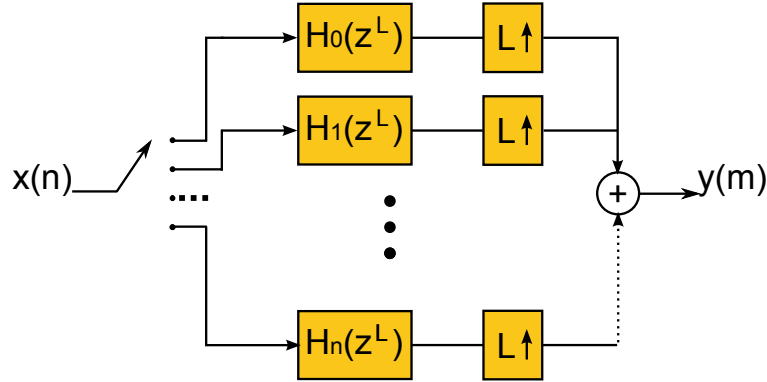 H₀(zᴸ) L↑
H₁(zᴸ) L↑
x(n) + y(m)
Hₙ(zᴸ) L↑